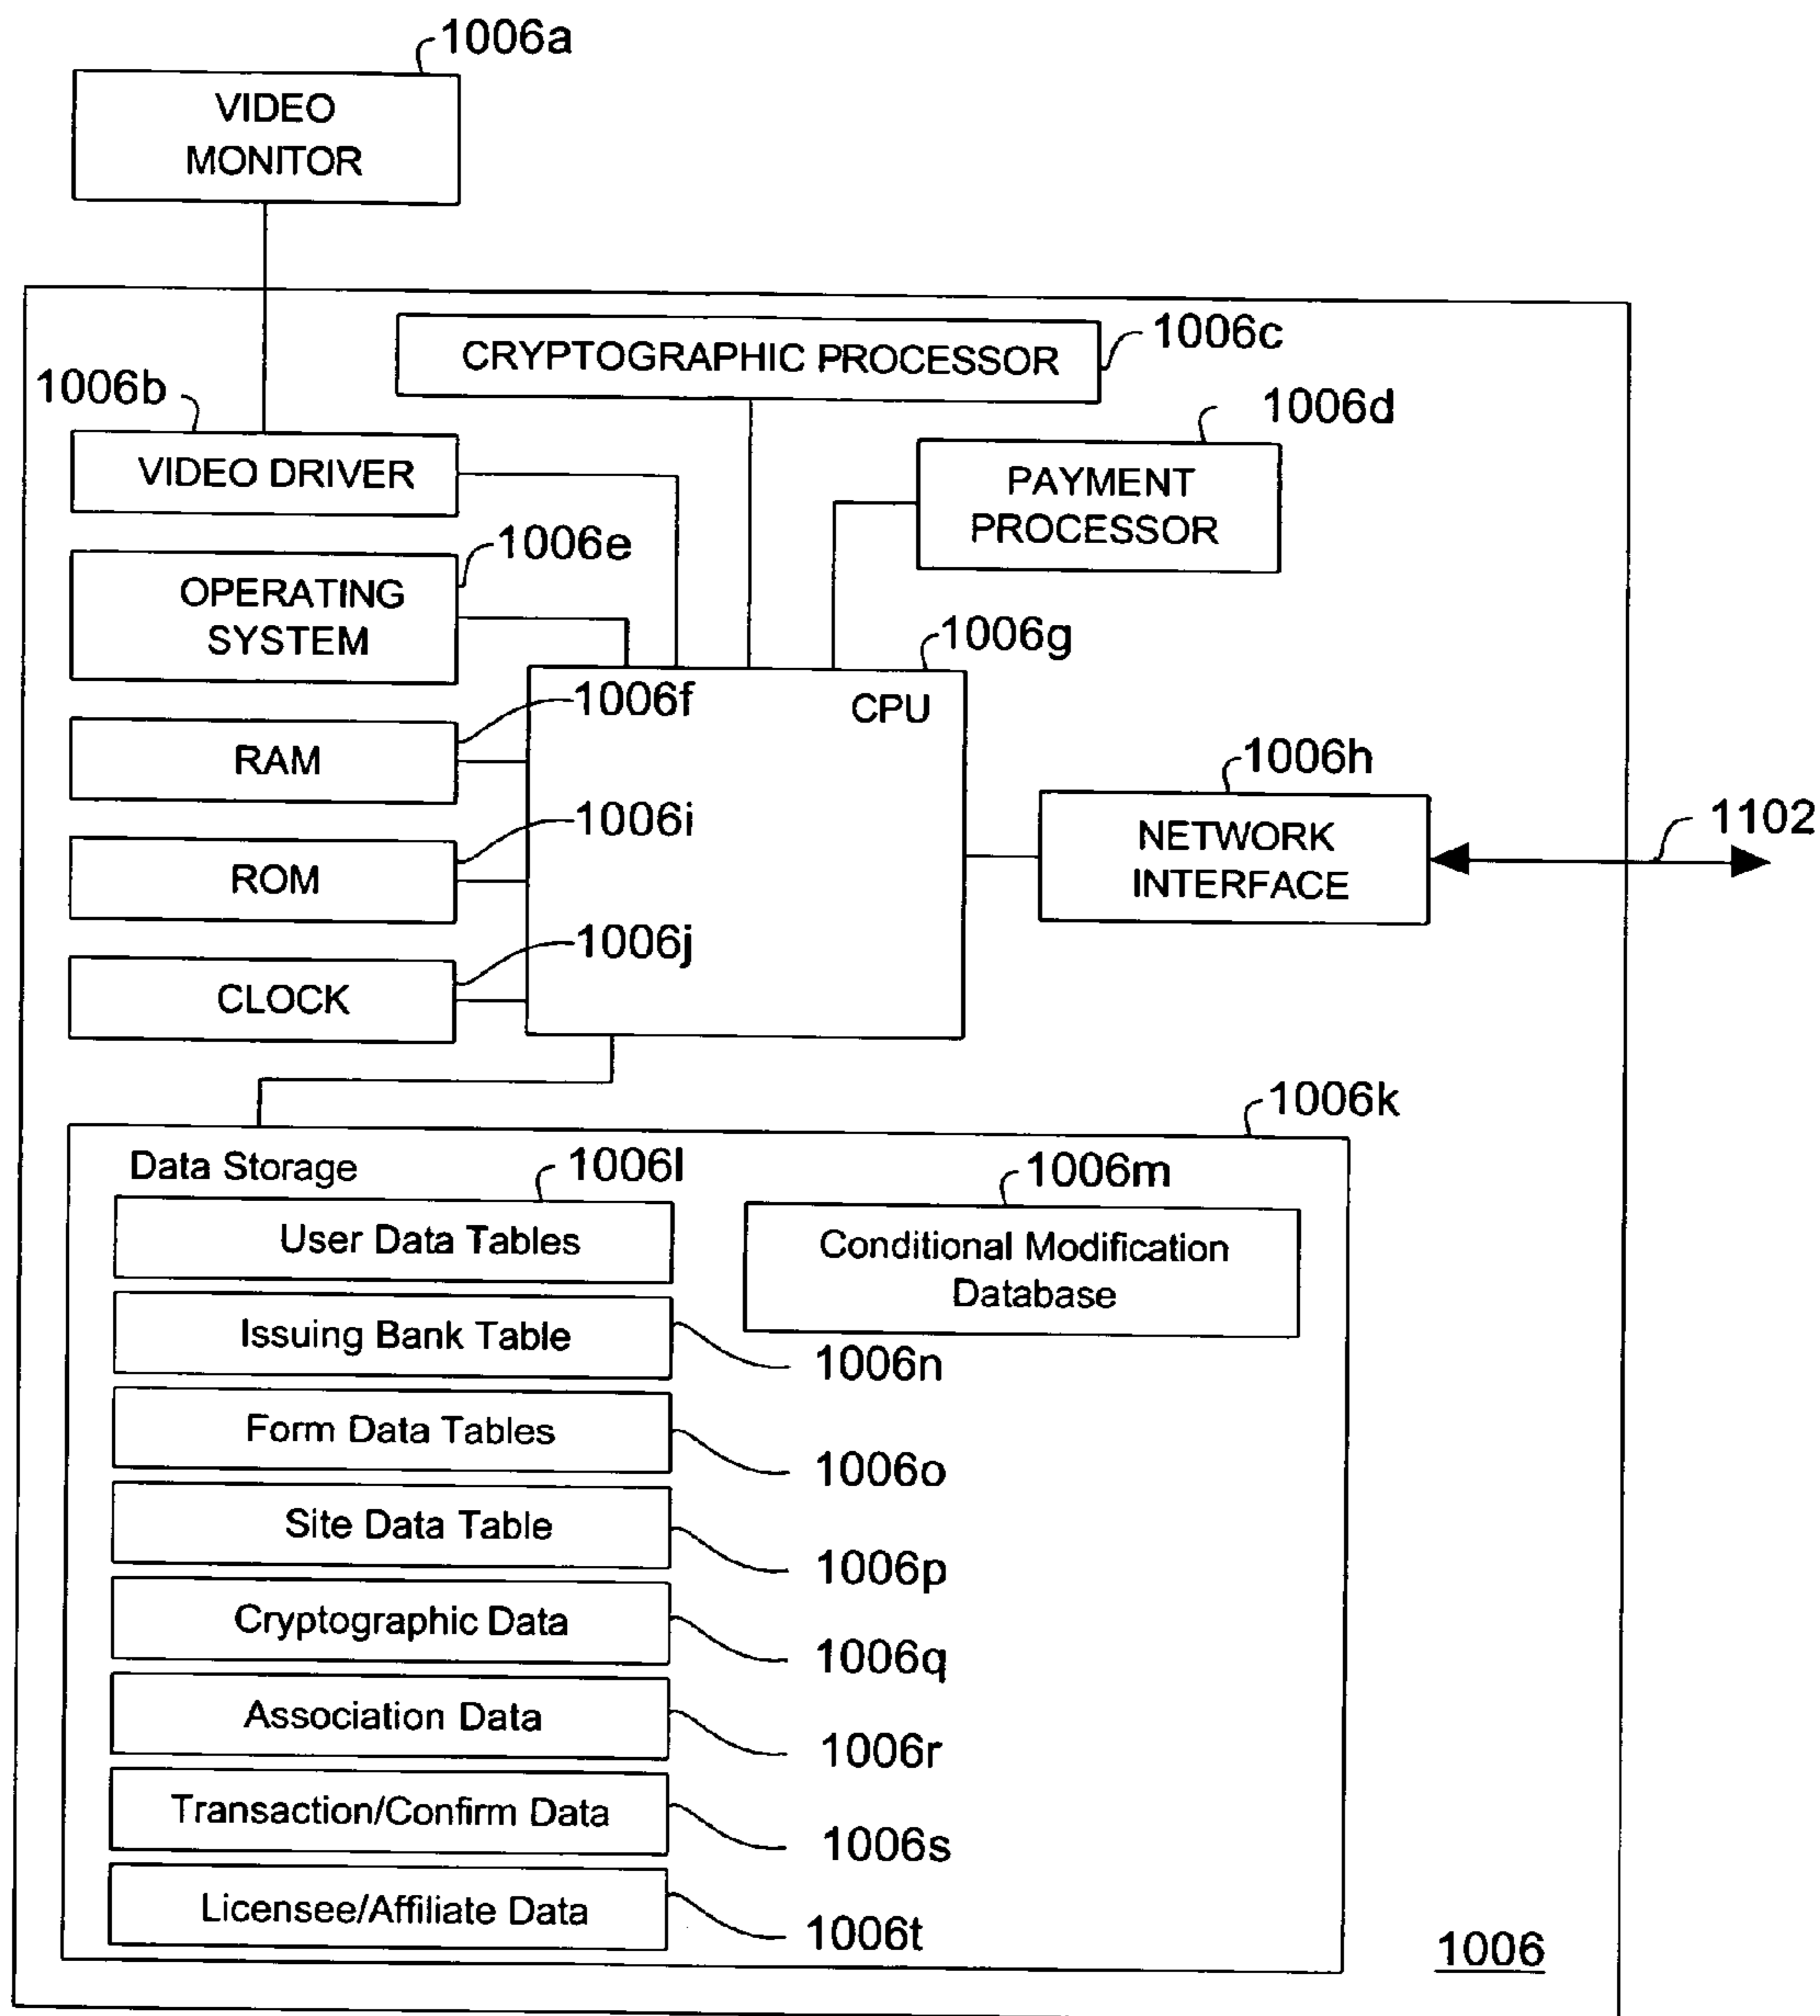 1006a
VIDEO
MONITOR
CRYPTOGRAPHIC PROCESSOR
1006c
1006b
1006d
VIDEO DRIVER
PAYMENT
PROCESSOR
1006e
OPERATING
SYSTEM
1006g
1006f
CPU
RAM
1006h
1006i
1102
NETWORK
INTERFACE
ROM
1006j
CLOCK
1006k
Data Storage
1006l
1006m
User Data Tables
Conditional Modification
Database
Issuing Bank Table
1006n
Form Data Tables
1006o
Site Data Table
1006p
Cryptographic Data
1006q
Association Data
1006r
Transaction/Confirm Data
1006s
Licensee/Affiliate Data
1006t
1006